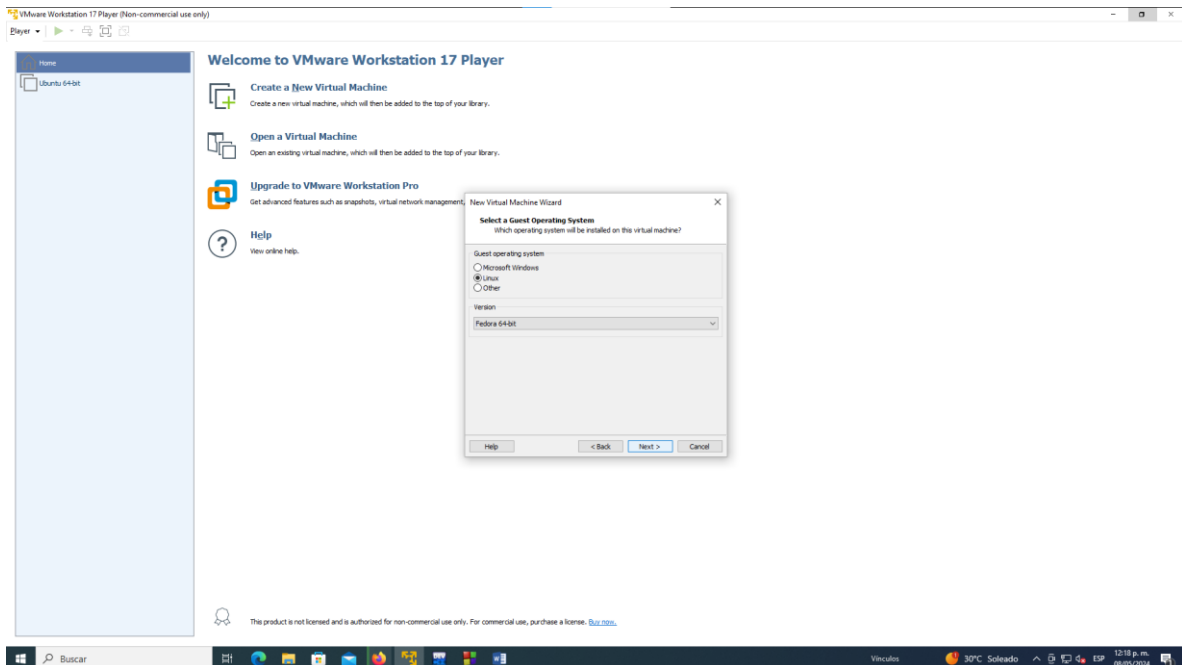 VMware Workstation 17 Player (Non-commercial use only)
Player
Home
Ubuntu 64-bit
Welcome to VMware Workstation 17 Player
Create a New Virtual Machine
Create a new virtual machine, which will then be added to the top of your library.
Open a Virtual Machine
Open an existing virtual machine, which will then be added to the top of your library.
Upgrade to VMware Workstation Pro
Get advanced features such as snapshots, virtual network management,
Help
View online help.
New Virtual Machine Wizard
Select a Guest Operating System
Which operating system will be installed on this virtual machine?
Guest operating system
Microsoft Windows
Linux
Other
Version
Fedora 64-bit
Help
< Back
Next >
Cancel
This product is not licensed and is authorized for non-commercial use only. For commercial use, purchase a license. Buy now.
Buscar
Vínculos
30°C Soleado
ESP
12:18 p. m.
08/05/2024